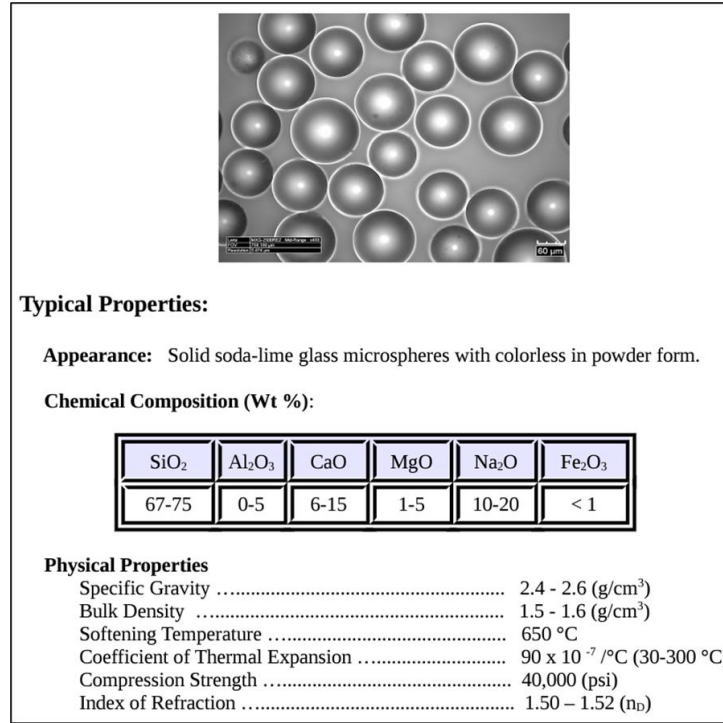 60 µm
Typical Properties:
Appearance: Solid soda-lime glass microspheres with colorless in powder form.
Chemical Composition (Wt %):
SiO₂ Al₂O₃ CaO MgO Na₂O Fe₂O₃
67-75 0-5 6-15 1-5 10-20 < 1
Physical Properties
Specific Gravity ….................................................... 2.4 - 2.6 (g/cm³)
Bulk Density ….................................................... 1.5 - 1.6 (g/cm³)
Softening Temperature …........................................ 650 °C
Coefficient of Thermal Expansion …........................... 90 x 10 ⁻⁷ /°C (30-300 °C)
Compression Strength …............................................. 40,000 (psi)
Index of Refraction …............................................... 1.50 – 1.52 (n_D)